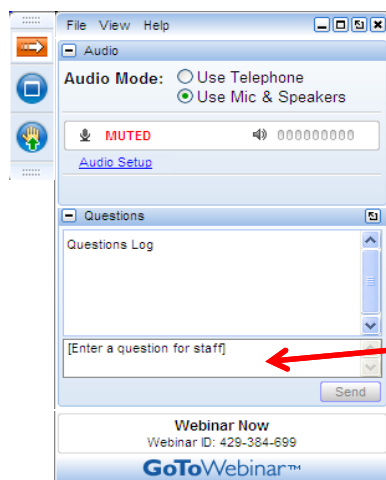 File View Help
Audio
Audio Mode: Use Telephone
Use Mic & Speakers
MUTED 000000000
Audio Setup
Questions
Questions Log
[Enter a question for staff]
Send
Webinar Now
Webinar ID: 429-384-699
GoToWebinar™